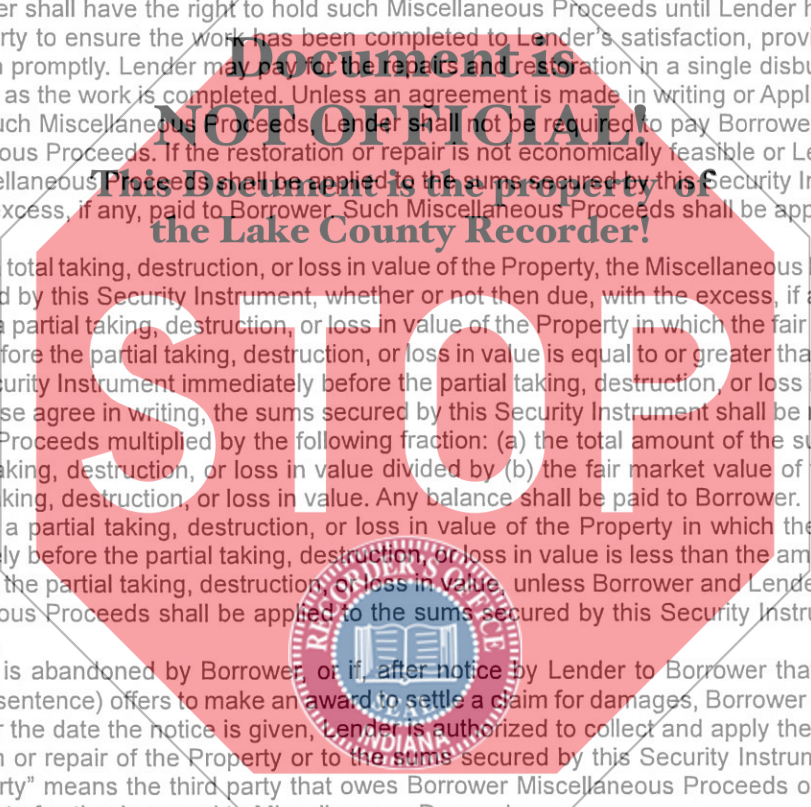 er shall have the right to hold such Miscellaneous Proceeds until Lender h
rty to ensure the work has been completed to Lender's satisfaction, provi
Document is
n promptly. Lender may pay for the repairs and restoration in a single disbu
as the work is completed. Unless an agreement is made in writing or Appl
NOT OFFICIAL!
uch Miscellaneous Proceeds, Lender shall not be required to pay Borrowe
ous Proceeds. If the restoration or repair is not economically feasible or Le
This Document is the property of
ellaneous Proceeds shall be applied to the sums secured by this Security I
excess, if any, paid to Borrower. Such Miscellaneous Proceeds shall be app
the Lake County Recorder!
total taking, destruction, or loss in value of the Property, the Miscellaneous
d by this Security Instrument, whether or not then due, with the excess, if a
a partial taking, destruction, or loss in value of the Property in which the fair
fore the partial taking, destruction, or loss in value is equal to or greater tha
STOP
curity Instrument immediately before the partial taking, destruction, or loss
se agree in writing, the sums secured by this Security Instrument shall be
Proceeds multiplied by the following fraction: (a) the total amount of the su
aking, destruction, or loss in value divided by (b) the fair market value of
king, destruction, or loss in value. Any balance shall be paid to Borrower.
a partial taking, destruction, or loss in value of the Property in which the
ly before the partial taking, destruction, or loss in value is less than the am
the partial taking, destruction, or loss in value, unless Borrower and Lende
ous Proceeds shall be applied to the sums secured by this Security Instr
RECORDER'S OFFICE
is abandoned by Borrower, or if, after notice by Lender to Borrower tha
sentence) offers to make an award to settle a claim for damages, Borrower
SEAL
r the date the notice is given, Lender is authorized to collect and apply the
INDIANA
n or repair of the Property or to the sums secured by this Security Instrum
rty" means the third party that owes Borrower Miscellaneous Proceeds o